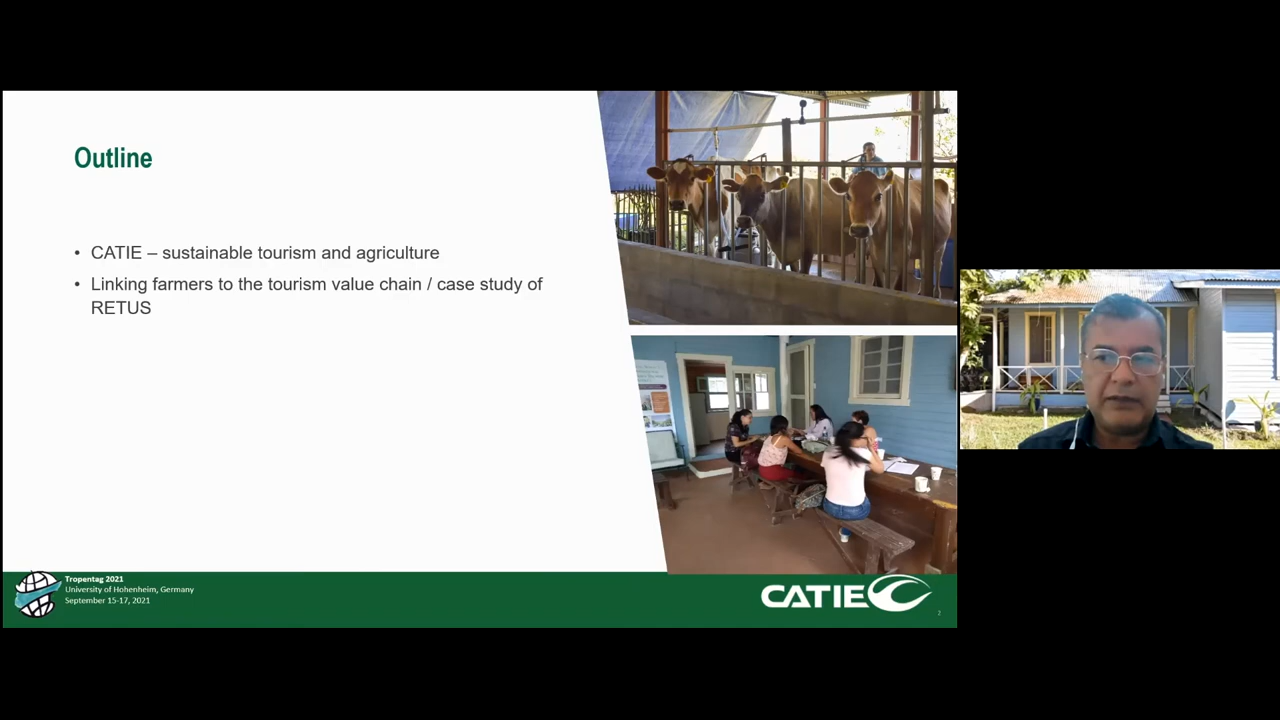 Outline
• CATIE – sustainable tourism and agriculture
• Linking farmers to the tourism value chain / case study of
RETUS
Tropentag 2021
University of Hohenheim, Germany
September 15-17, 2021
CATIE
2